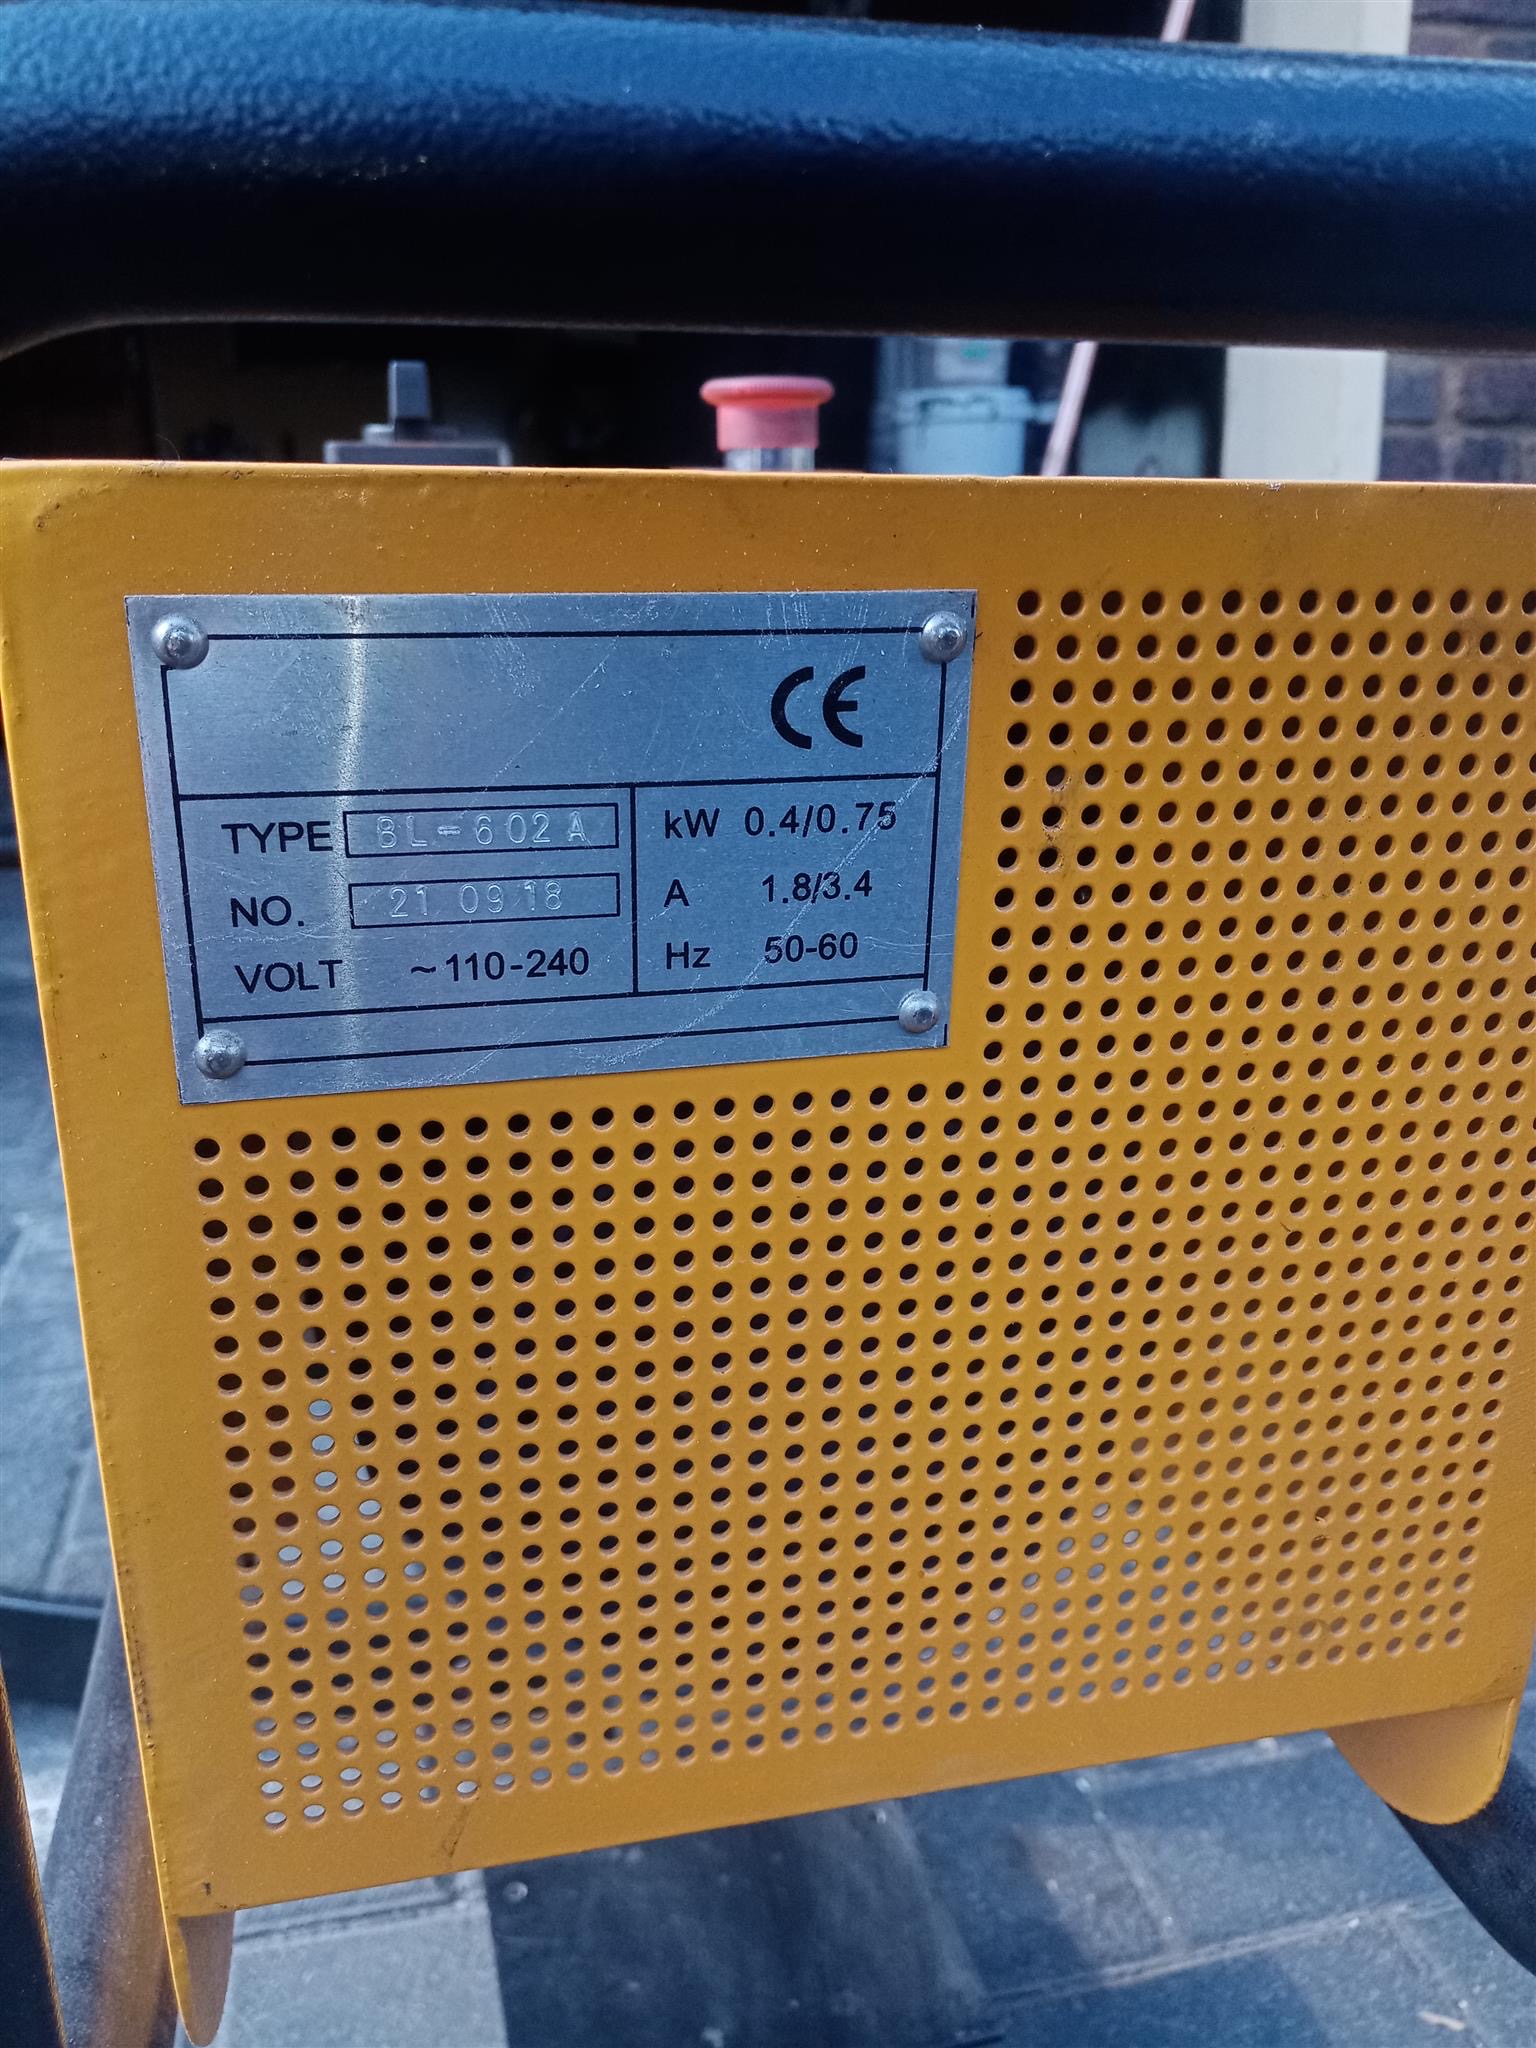 CE
TYPE BL-602A
NO. 21 09 18
VOLT ~110-240
kW 0.4/0.75
A 1.8/3.4
Hz 50-60